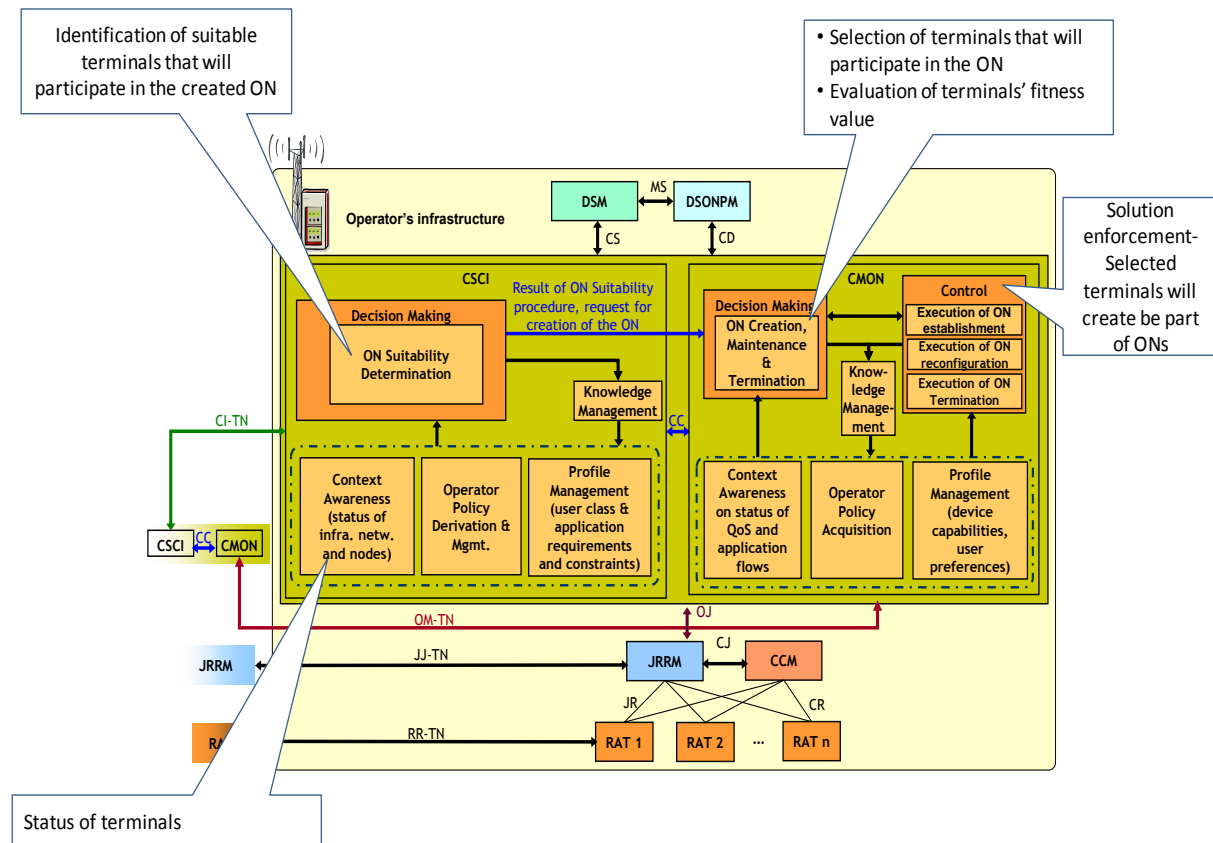 Identification of suitable
terminals that will
participate in the created ON
• Selection of terminals that will
participate in the ON
• Evaluation of terminals’ fitness
value
Solution
enforcement-
Selected
terminals will
create be part
of ONs
Operator’s infrastructure
DSM
MS
DSONPM
CS
CD
CSCI
Decision Making
ON Suitability
Determination
Result of ON Suitability
procedure, request for
creation of the ON
Knowledge
Management
Context
Awareness
(status of
infra. netw.
and nodes)
Operator
Policy
Derivation &
Mgmt.
Profile
Management
(user class &
application
requirements
and constraints)
CC
CMON
Decision Making
ON Creation,
Maintenance
&
Termination
Control
Execution of ON
establishment
Execution of ON
reconfiguration
Execution of ON
Termination
Know-
ledge
Manage-
ment
Context
Awareness
on status of
QoS and
application
flows
Operator
Policy
Acquisition
Profile
Management
(device
capabilities,
user
preferences)
CI-TN
CSCI
CC
CMON
OM-TN
OJ
JRRM
JJ-TN
JRRM
CJ
CCM
JR
CR
RR-TN
RAT 1
RAT 2
...
RAT n
Status of terminals